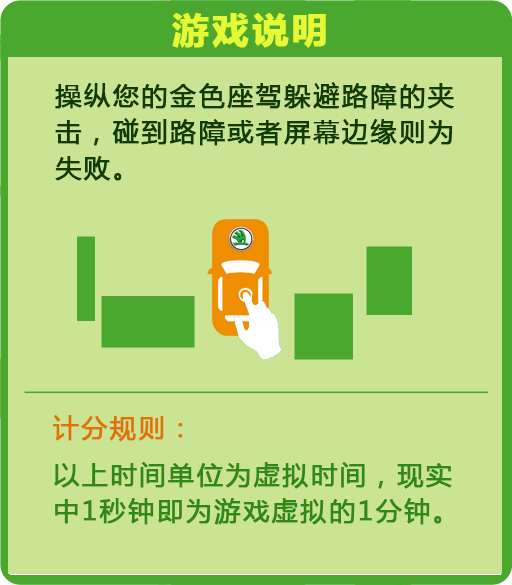 游戏说明
操纵您的金色座驾躲避路障的夹
击，碰到路障或者屏幕边缘则为
失败。
计分规则：
以上时间单位为虚拟时间，现实
中1秒钟即为游戏虚拟的1分钟。